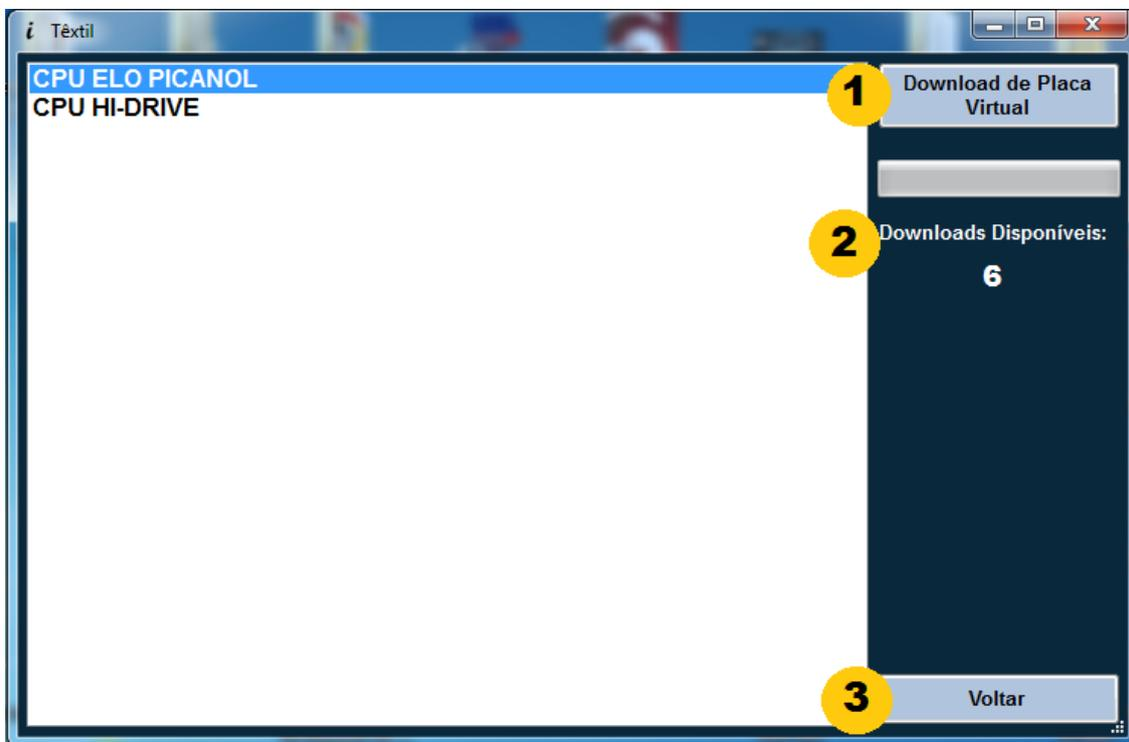 i Têxtil
CPU ELO PICANOL
CPU HI-DRIVE
1
Download de Placa
Virtual
2
Downloads Disponíveis:
6
3
Voltar